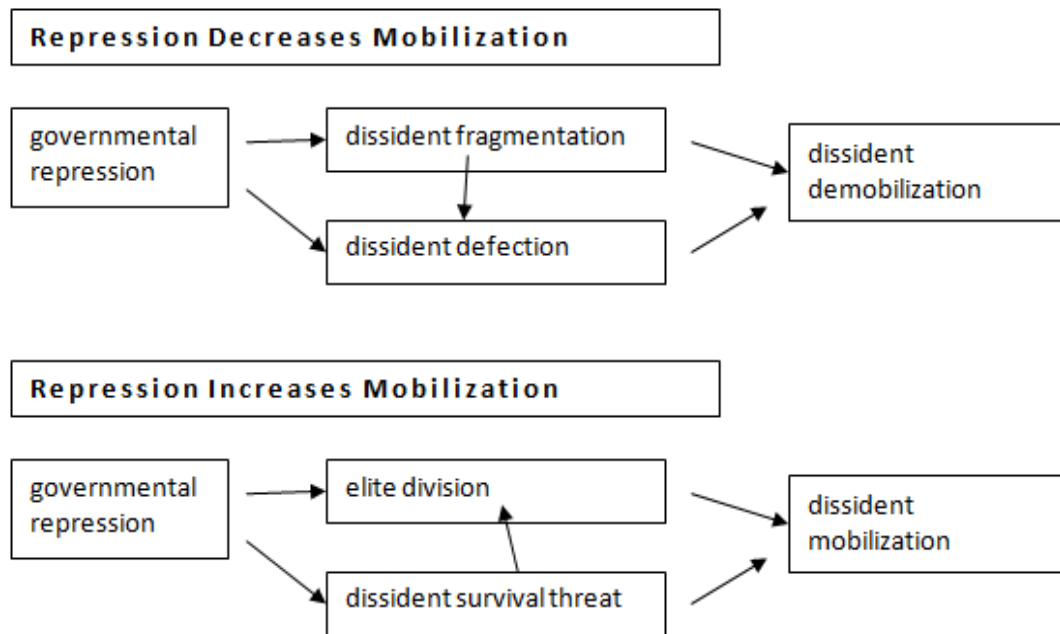 Repression Decreases Mobilization
governmental
repression
dissident fragmentation
dissident defection
dissident
demobilization
Repression Increases Mobilization
governmental
repression
elite division
dissident survival threat
dissident
mobilization